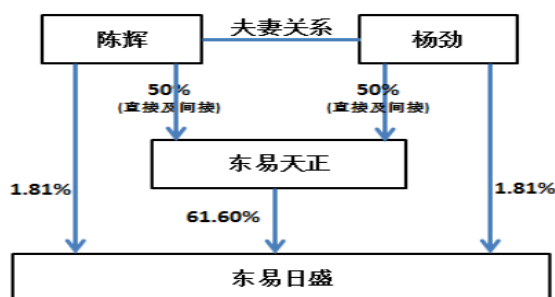 陈辉
夫妻关系
杨劲
50%
(直接及间接)
50%
(直接及间接)
东易天正
1.81%
61.60%
1.81%
东易日盛